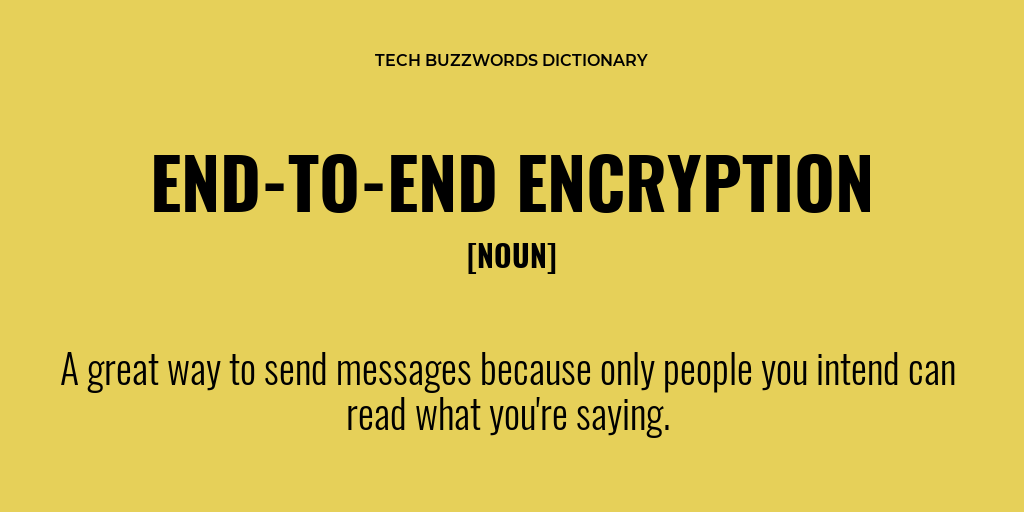 TECH BUZZWORDS DICTIONARY
END-TO-END ENCRYPTION
[NOUN]
A great way to send messages because only people you intend can
read what you're saying.